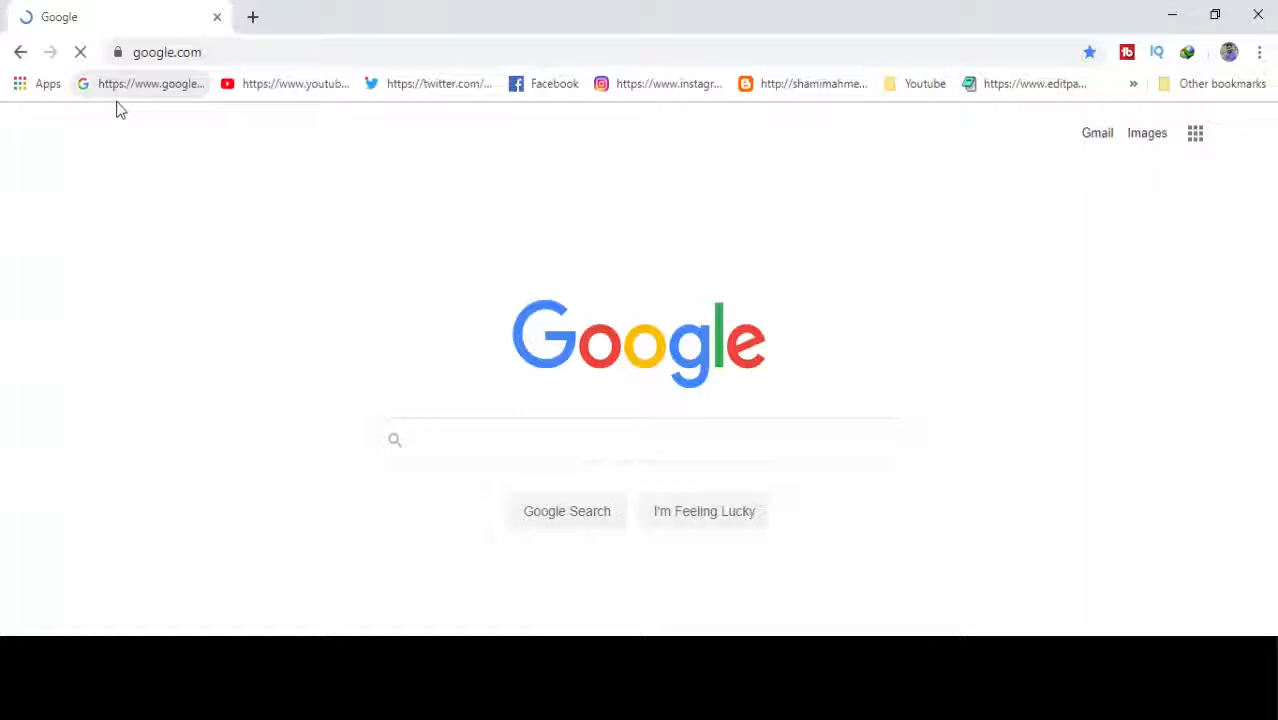 Google
google.com
Apps https://www.google... https://www.youtub... https://twitter.com/... Facebook https://www.instagr... http://shamimahme... Youtube https://www.editpa... » Other bookmarks
Gmail Images
Google
Google Search I'm Feeling Lucky